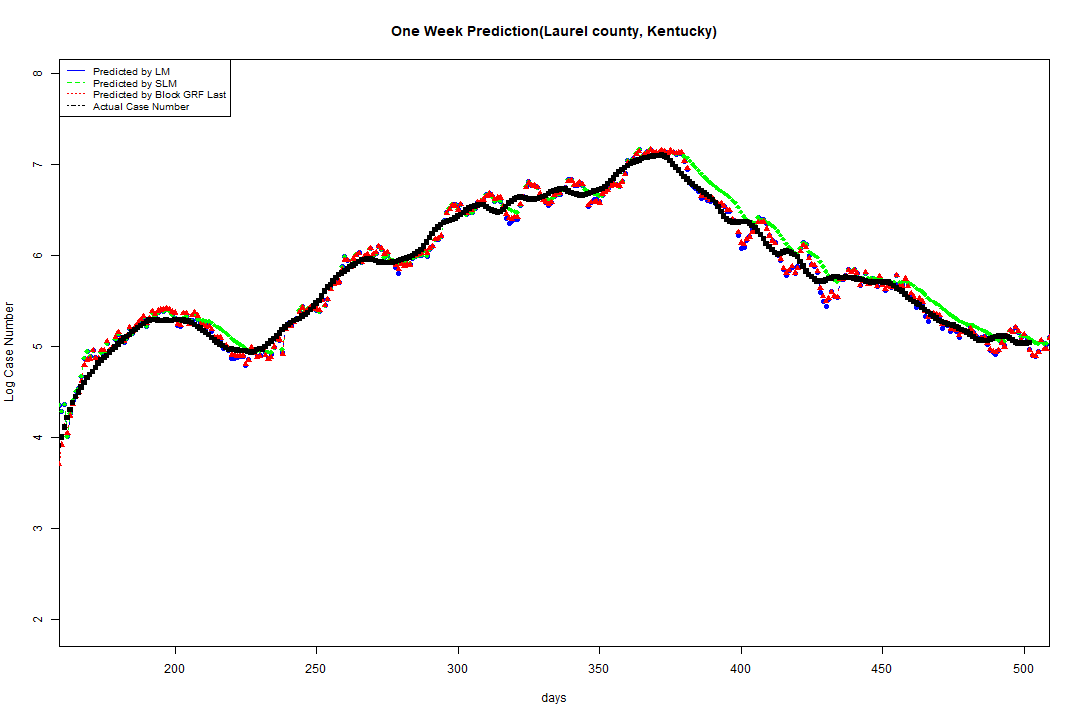 One Week Prediction(Laurel county, Kentucky)
Predicted by LM
Predicted by SLM
Predicted by Block GRF Last
Actual Case Number
8
7
6
5
4
3
2
Log Case Number
200 250 300 350 400 450 500
days